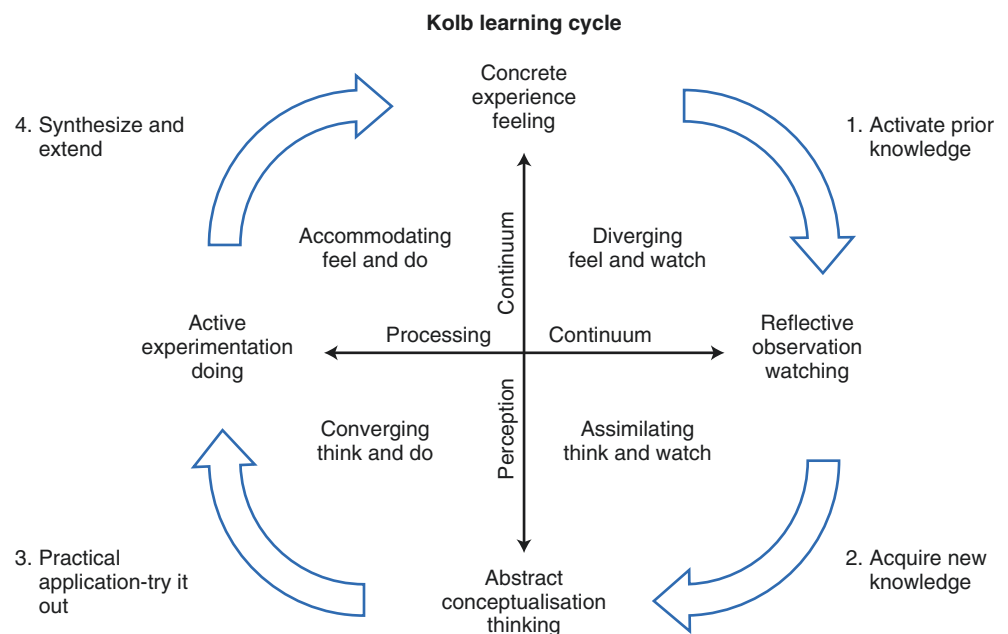 Kolb learning cycle
Concrete
experience
feeling
4. Synthesize and
extend
1. Activate prior
knowledge
Accommodating
feel and do
Continuum
Diverging
feel and watch
Active
experimentation
doing
Processing
Continuum
Reflective
observation
watching
Converging
think and do
Perception
Assimilating
think and watch
3. Practical
application-try it
out
Abstract
conceptualisation
thinking
2. Acquire new
knowledge